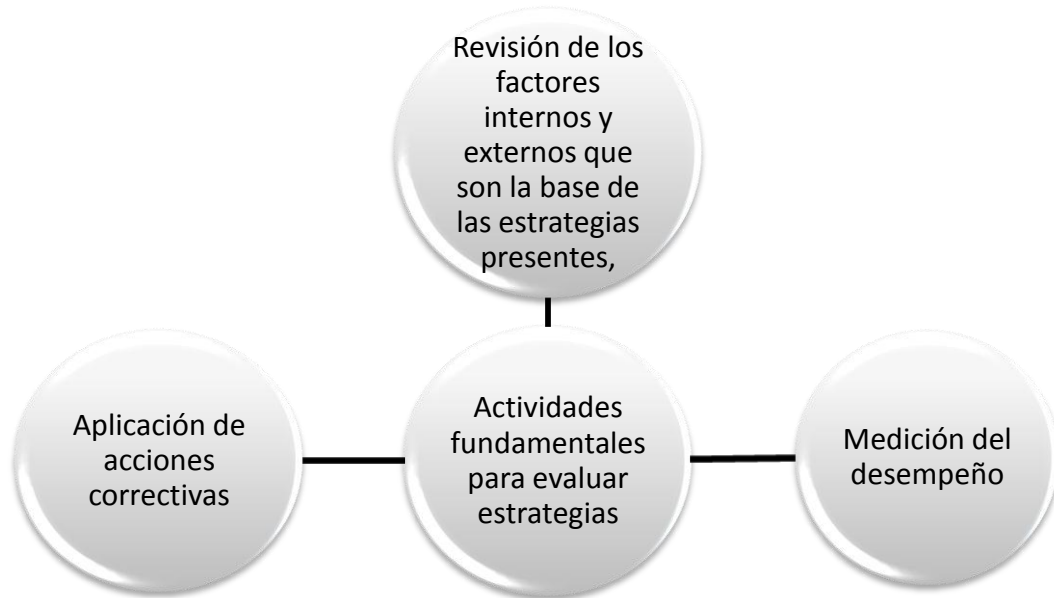 Revisión de los
factores
internos y
externos que
son la base de
las estrategias
presentes,
Aplicación de
acciones
correctivas
Actividades
fundamentales
para evaluar
estrategias
Medición del
desempeño